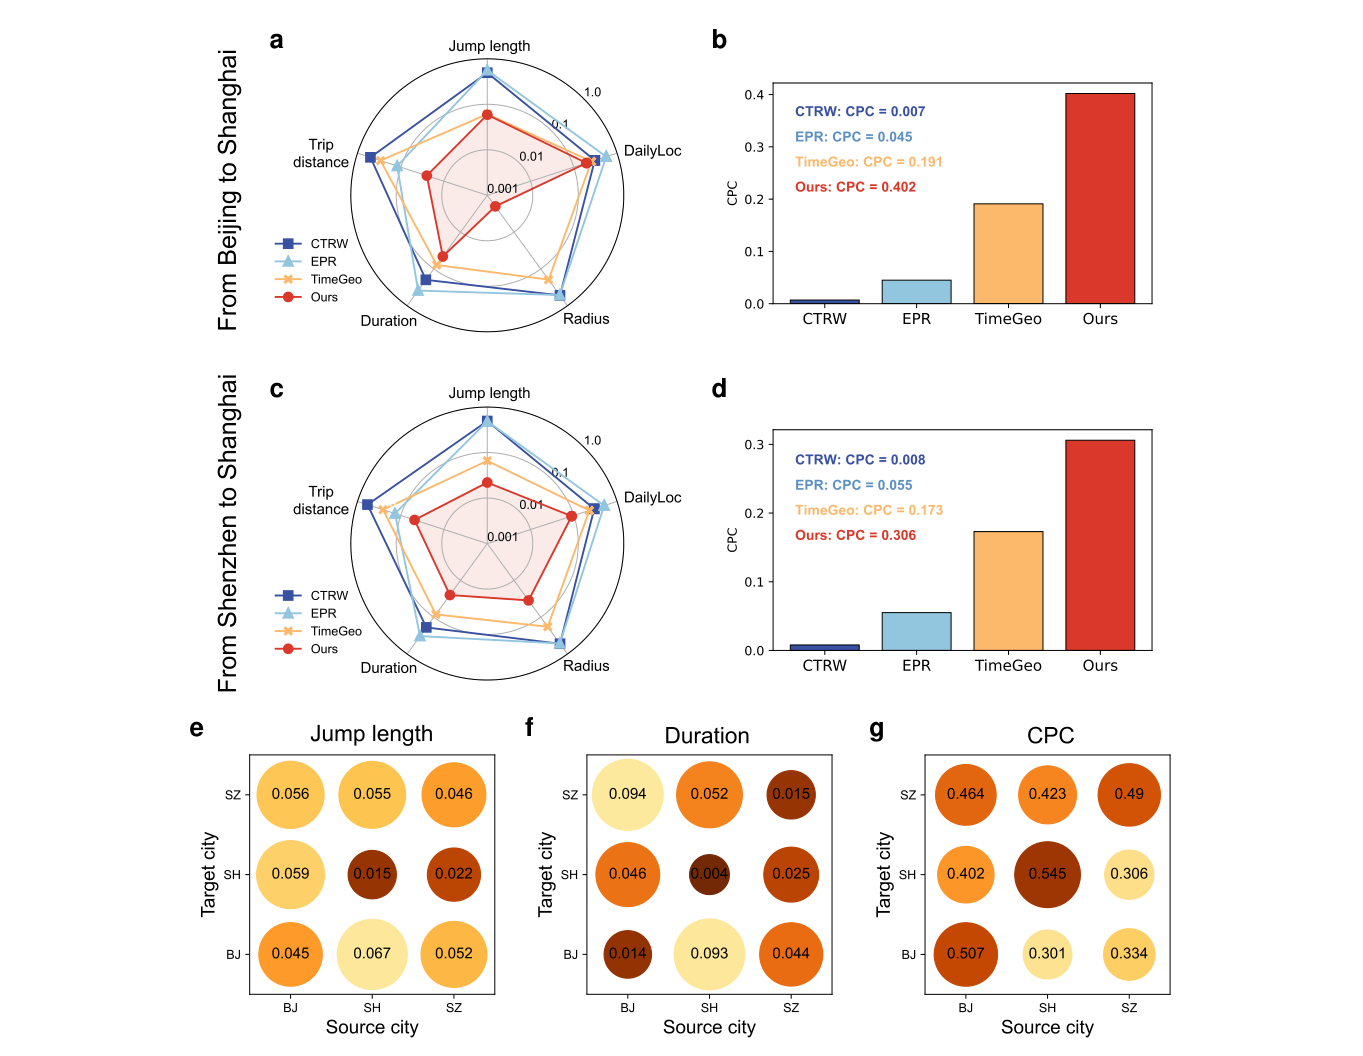 a
b
From Beijing to Shanghai
Jump length
1.0
0.1
0.01
0.001
DailyLoc
Trip
distance
Duration
Radius
CTRW
EPR
TimeGeo
Ours
CPC
0.4
0.3
0.2
0.1
0.0
CTRW: CPC = 0.007
EPR: CPC = 0.045
TimeGeo: CPC = 0.191
Ours: CPC = 0.402
CTRW EPR TimeGeo Ours
c
d
From Shenzhen to Shanghai
Jump length
1.0
0.1
0.01
0.001
DailyLoc
Trip
distance
Duration
Radius
CTRW
EPR
TimeGeo
Ours
CPC
0.3
0.2
0.1
0.0
CTRW: CPC = 0.008
EPR: CPC = 0.055
TimeGeo: CPC = 0.173
Ours: CPC = 0.306
CTRW EPR TimeGeo Ours
e
Jump length
Target city
SZ 0.056 0.055 0.046
SH 0.059 0.015 0.022
BJ 0.045 0.067 0.052
BJ SH SZ
Source city
f
Duration
Target city
SZ 0.094 0.052 0.015
SH 0.046 0.004 0.025
BJ 0.014 0.093 0.044
BJ SH SZ
Source city
g
CPC
Target city
SZ 0.464 0.423 0.49
SH 0.402 0.545 0.306
BJ 0.507 0.301 0.334
BJ SH SZ
Source city